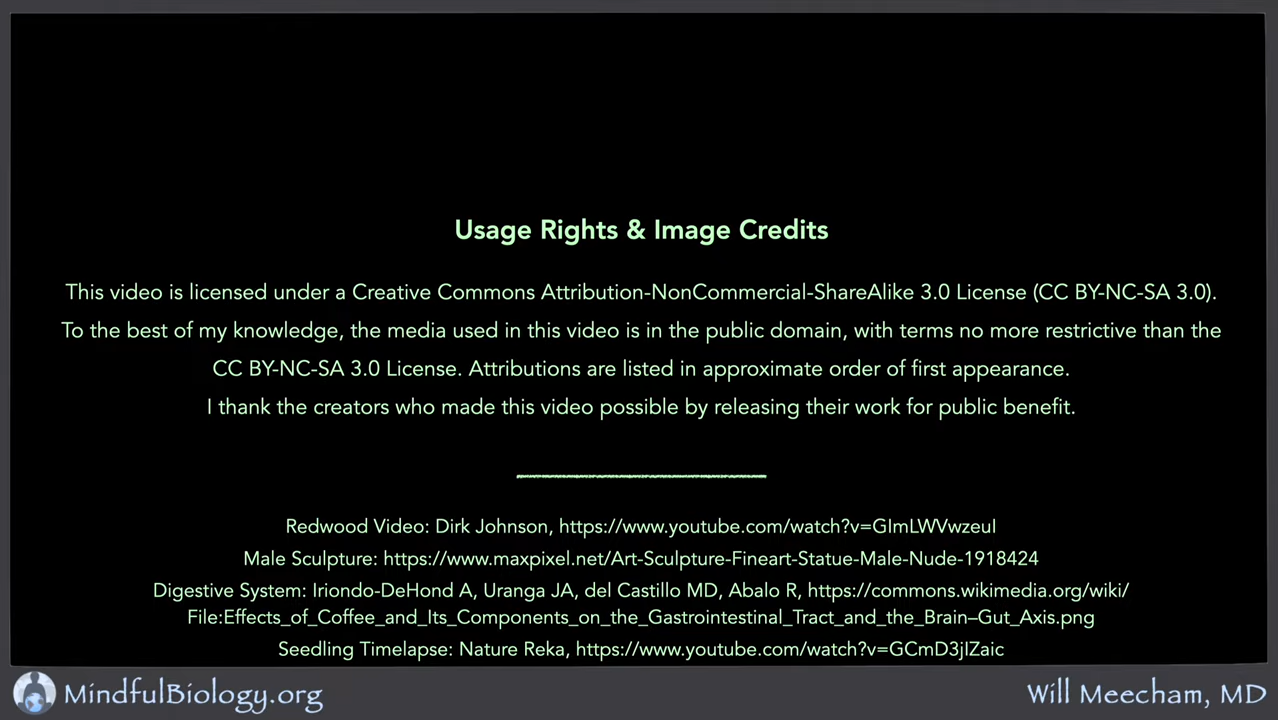 Usage Rights & Image Credits
This video is licensed under a Creative Commons Attribution-NonCommercial-ShareAlike 3.0 License (CC BY-NC-SA 3.0).
To the best of my knowledge, the media used in this video is in the public domain, with terms no more restrictive than the
CC BY-NC-SA 3.0 License. Attributions are listed in approximate order of first appearance.
I thank the creators who made this video possible by releasing their work for public benefit.
Redwood Video: Dirk Johnson, https://www.youtube.com/watch?v=GImLWVwzeuI
Male Sculpture: https://www.maxpixel.net/Art-Sculpture-Fineart-Statue-Male-Nude-1918424
Digestive System: Iriondo-DeHond A, Uranga JA, del Castillo MD, Abalo R, https://commons.wikimedia.org/wiki/
File:Effects_of_Coffee_and_Its_Components_on_the_Gastrointestinal_Tract_and_the_Brain–Gut_Axis.png
Seedling Timelapse: Nature Reka, https://www.youtube.com/watch?v=GCmD3jIZaic
MindfulBiology.org
Will Meecham, MD